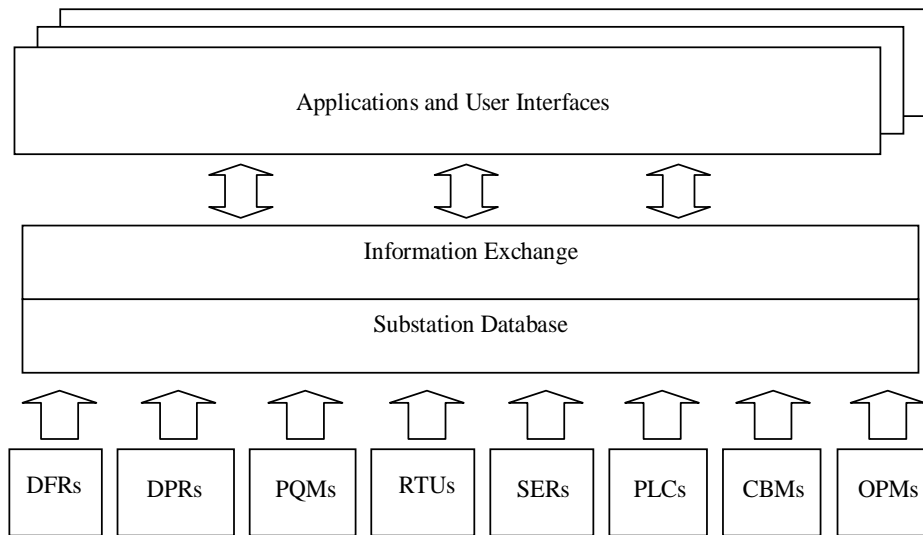 Applications and User Interfaces
Information Exchange
Substation Database
DFRs
DPRs
PQMs
RTUs
SERs
PLCs
CBMs
OPMs